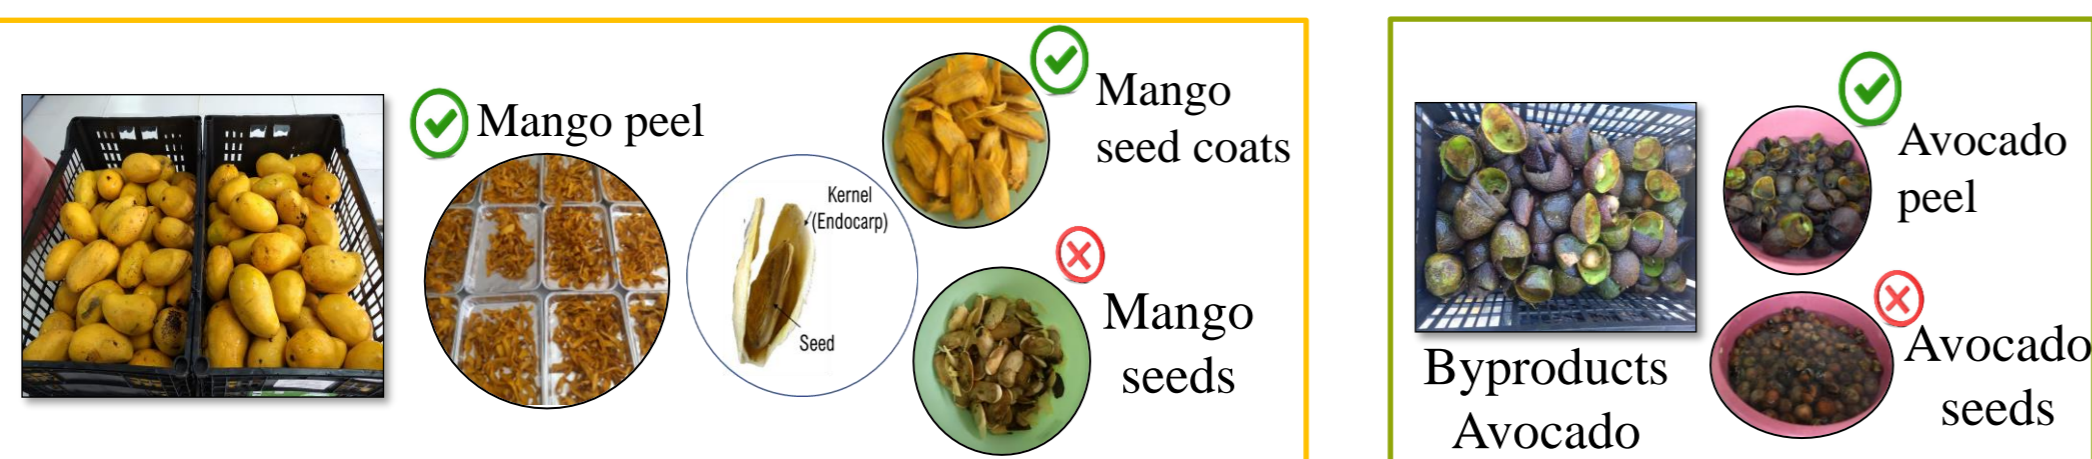 Mango peel
Kernel
(Endocarp)
Seed
Mango
seed coats
Mango
seeds
Byproducts
Avocado
Avocado
peel
Avocado
seeds